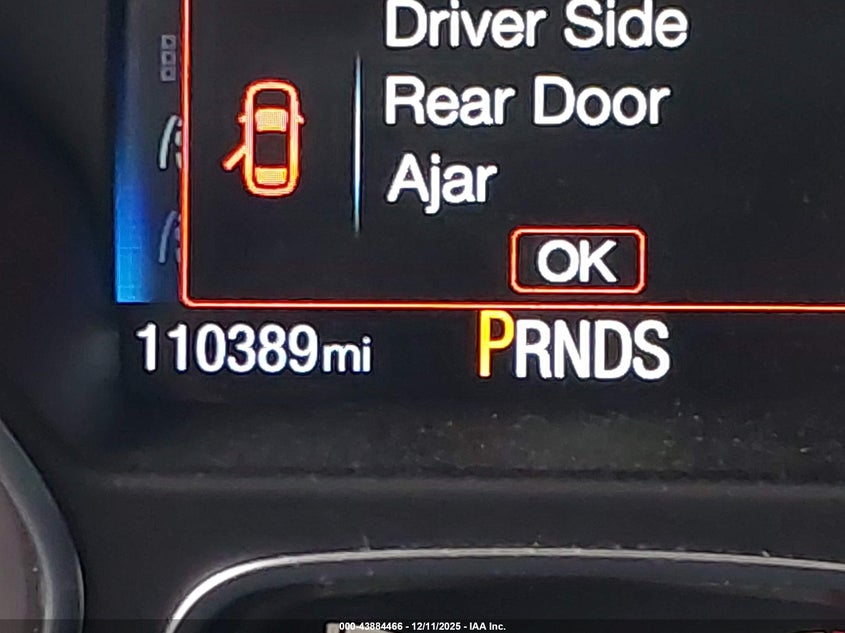 Driver Side
Rear Door
Ajar
OK
110389mi
PRNDS
000-43884466 - 12/11/2025 - IAA Inc.